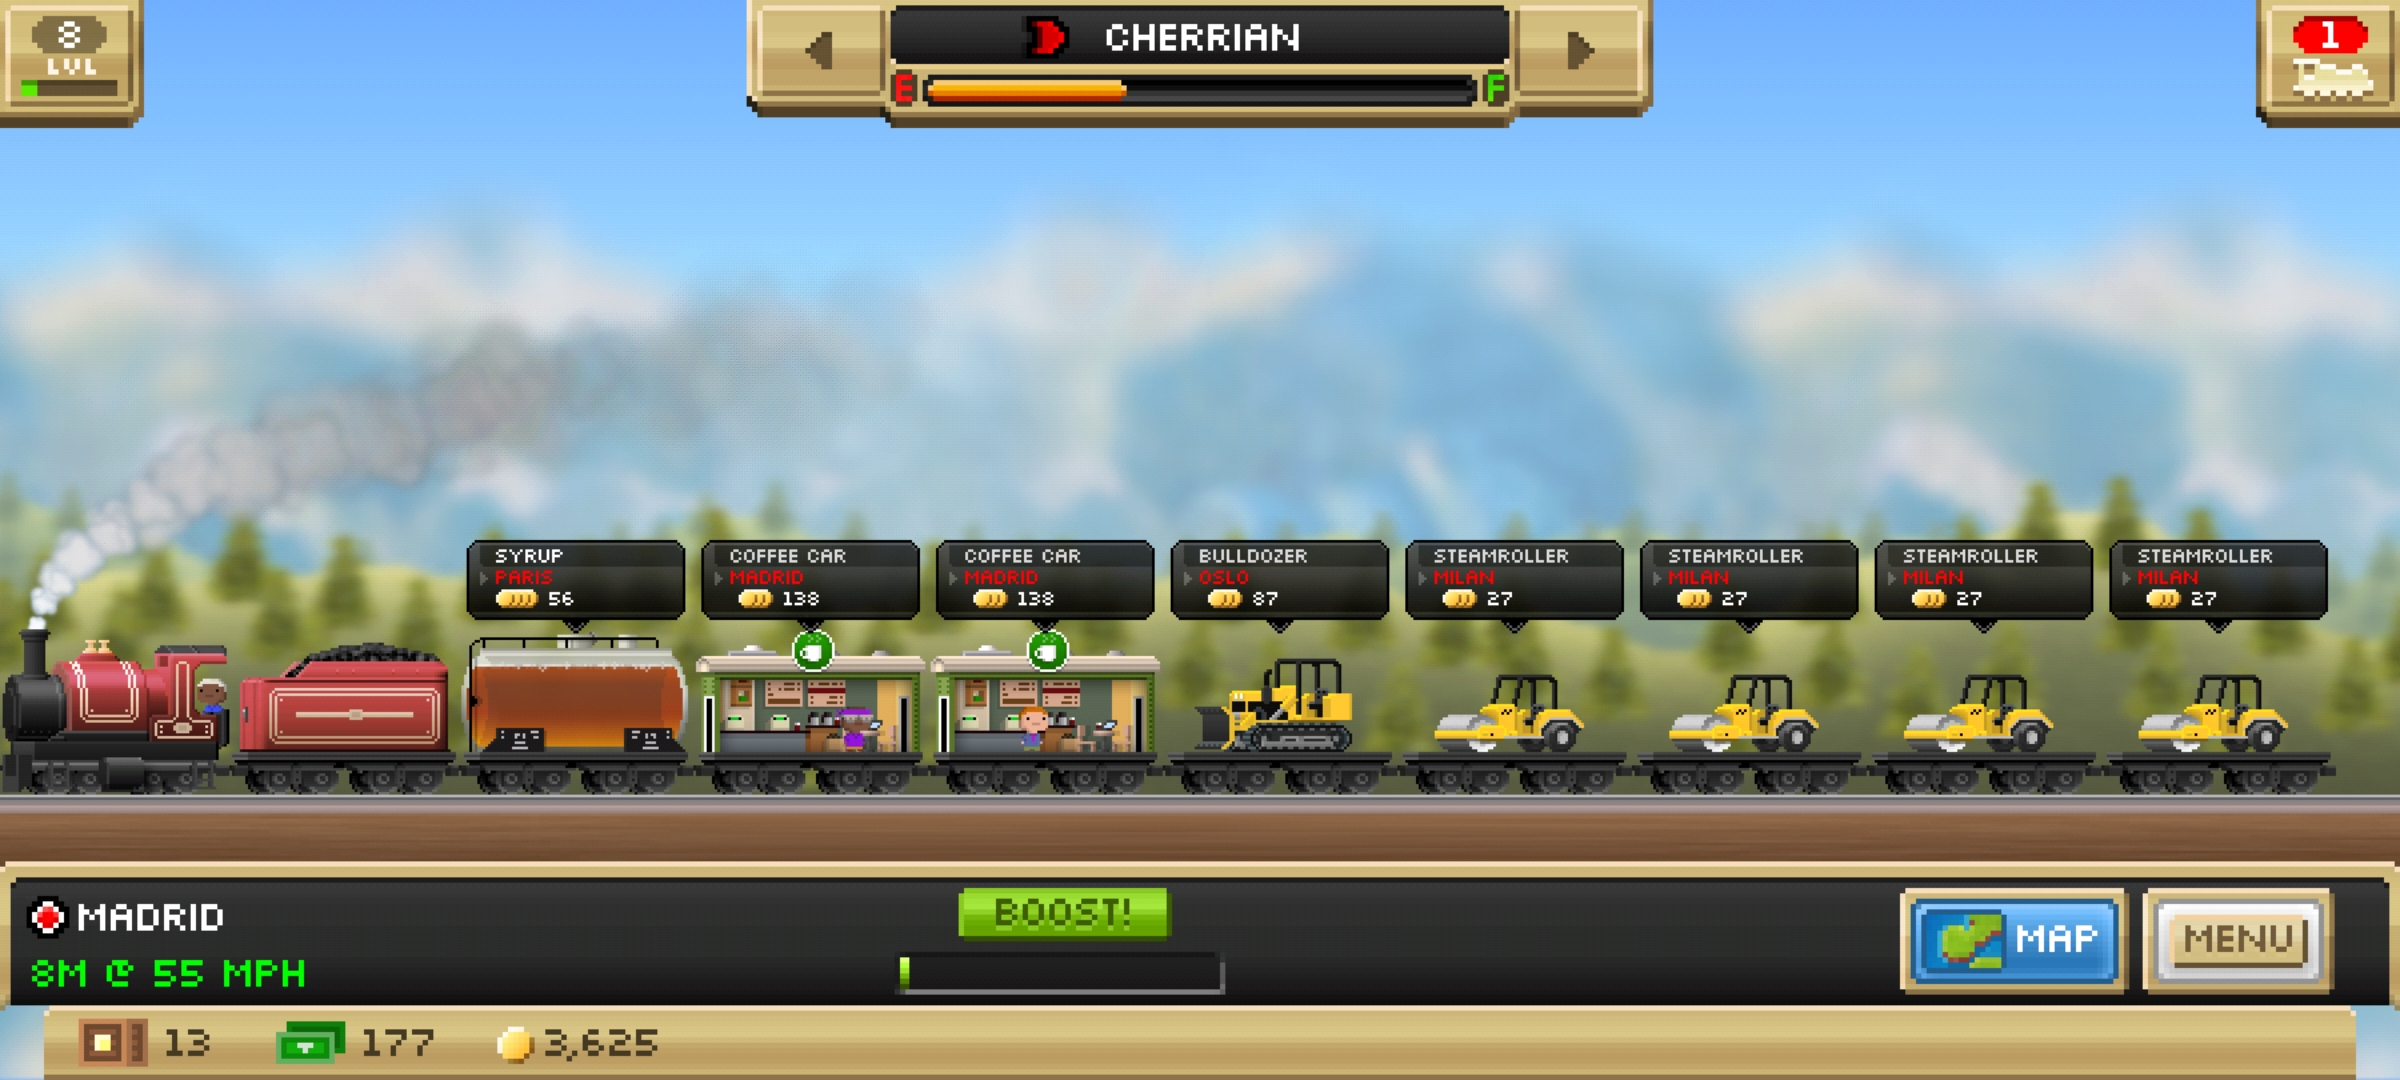 8
LVL
CHERRIAN
E F
1
SYRUP
PARIS
56
COFFEE CAR
MADRID
138
COFFEE CAR
MADRID
138
BULLDOZER
OSLO
87
STEAMROLLER
MILAN
27
STEAMROLLER
MILAN
27
STEAMROLLER
MILAN
27
STEAMROLLER
MILAN
27
MADRID
8M @ 55 MPH
BOOST!
MAP
MENU
13
177
3,625